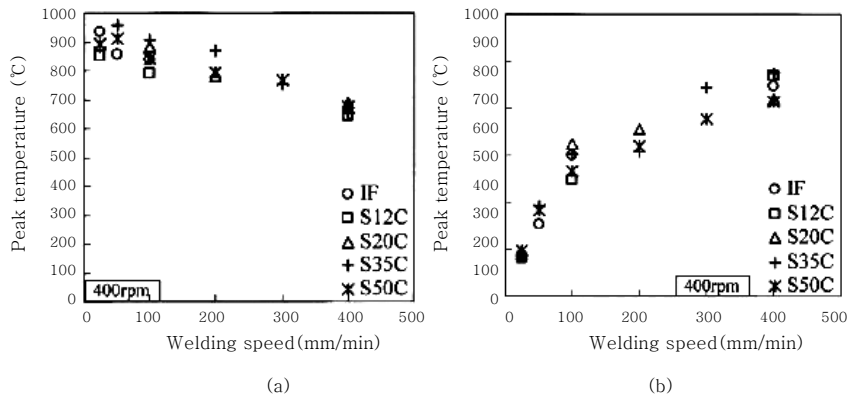 1000
900
800
700
600
500
400
300
200
100
0
Peak temperature (℃)
IF
S12C
S20C
S35C
S50C
400rpm
100 200 300 400 500
Welding speed(mm/min)
(a)
1000
900
800
700
600
500
400
300
200
100
Peak temperature (℃)
IF
S12C
S20C
S35C
S50C
400rpm
0 100 200 300 400 500
Welding speed(mm/min)
(b)